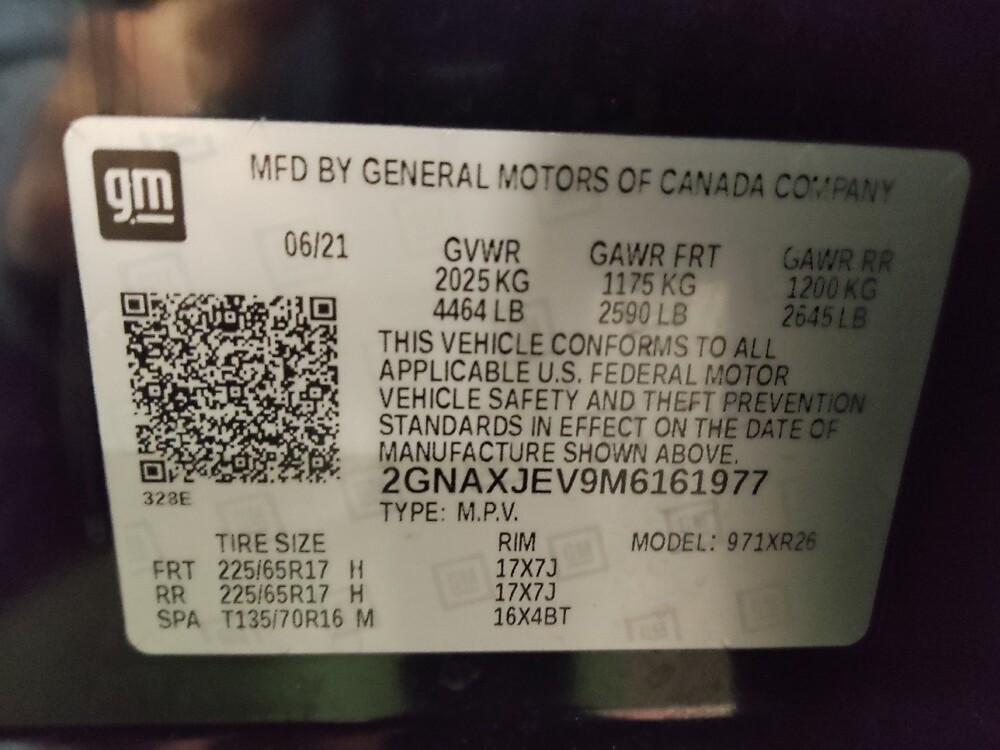 gm
MFD BY GENERAL MOTORS OF CANADA COMPANY
06/21 GVWR GAWR FRT GAWR RR
2025 KG 1175 KG 1200 KG
4464 LB 2590 LB 2645 LB
THIS VEHICLE CONFORMS TO ALL
APPLICABLE U.S. FEDERAL MOTOR
VEHICLE SAFETY AND THEFT PREVENTION
STANDARDS IN EFFECT ON THE DATE OF
MANUFACTURE SHOWN ABOVE.
2GNAXJEV9M6161977
328E
TYPE: M.P.V.
TIRE SIZE RIM MODEL: 971XR26
FRT 225/65R17 H 17X7J
RR 225/65R17 H 17X7J
SPA T135/70R16 M 16X4BT